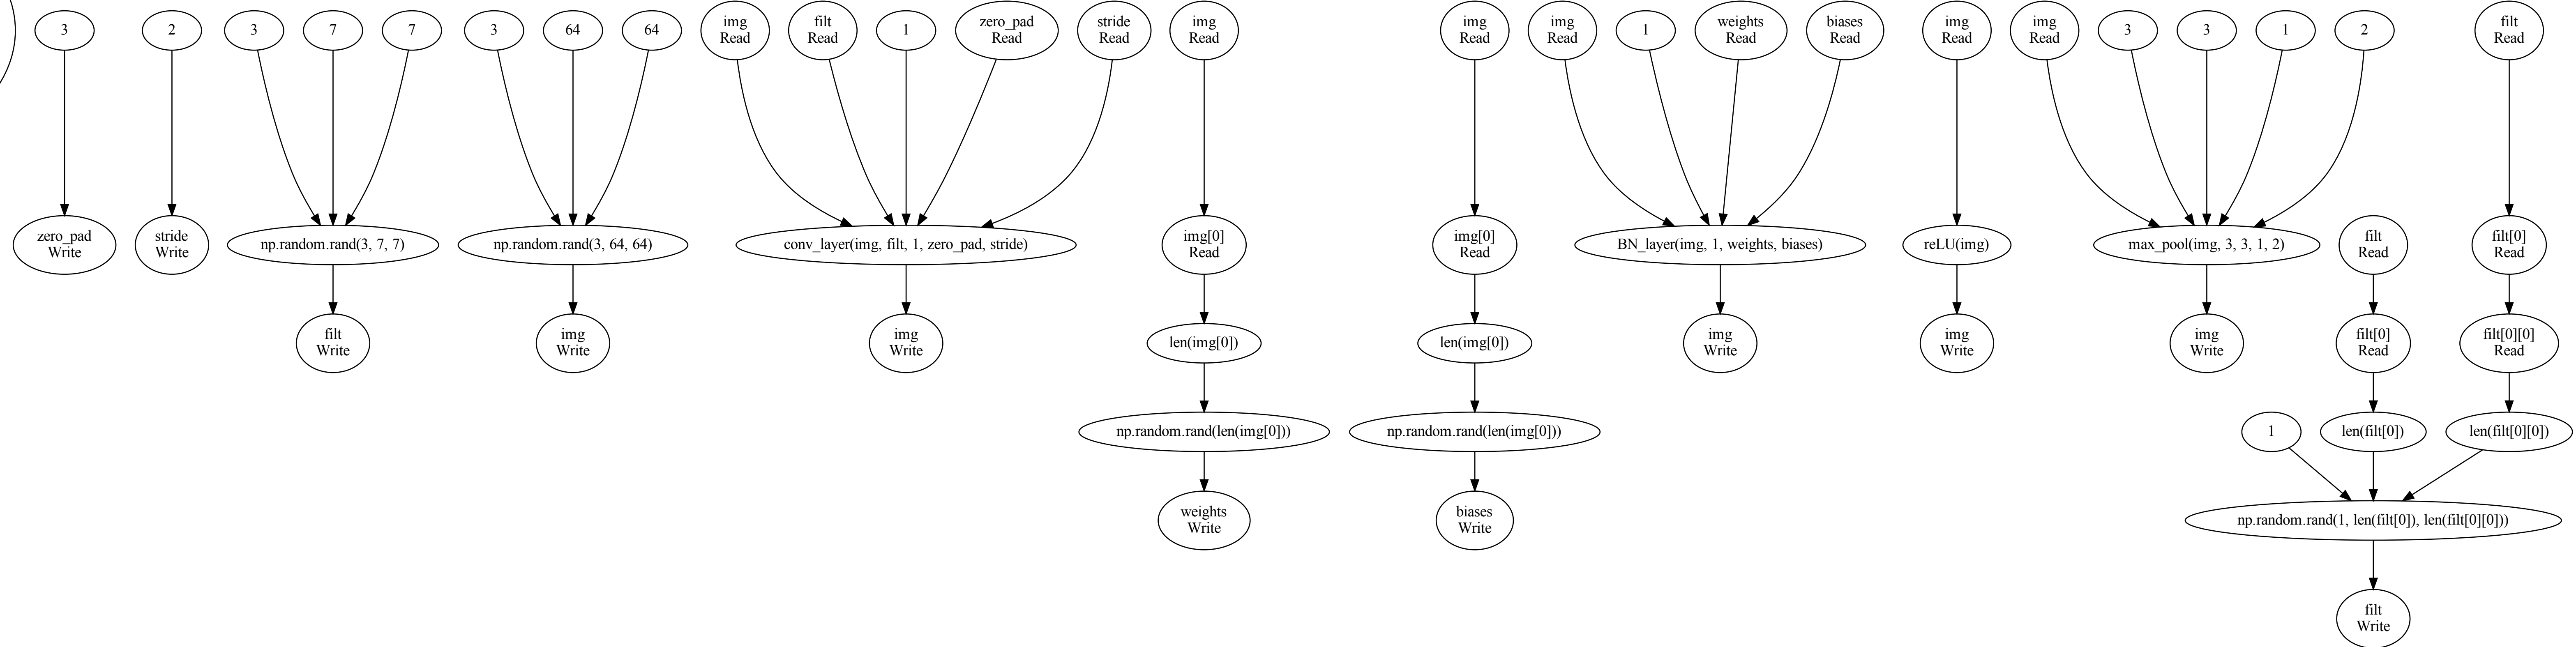 3
zero_pad
Write
2
stride
Write
3
7
7
np.random.rand(3, 7, 7)
filt
Write
3
64
64
np.random.rand(3, 64, 64)
img
Write
img
Read
filt
Read
1
zero_pad
Read
stride
Read
conv_layer(img, filt, 1, zero_pad, stride)
img
Write
img
Read
img[0]
Read
len(img[0])
np.random.rand(len(img[0]))
weights
Write
img
Read
img[0]
Read
len(img[0])
np.random.rand(len(img[0]))
biases
Write
img
Read
1
weights
Read
biases
Read
BN_layer(img, 1, weights, biases)
img
Write
img
Read
reLU(img)
img
Write
img
Read
3
3
1
2
max_pool(img, 3, 3, 1, 2)
img
Write
1
filt
Read
filt[0]
Read
len(filt[0])
filt
Read
filt[0]
Read
filt[0][0]
Read
len(filt[0][0])
np.random.rand(1, len(filt[0]), len(filt[0][0]))
filt
Write